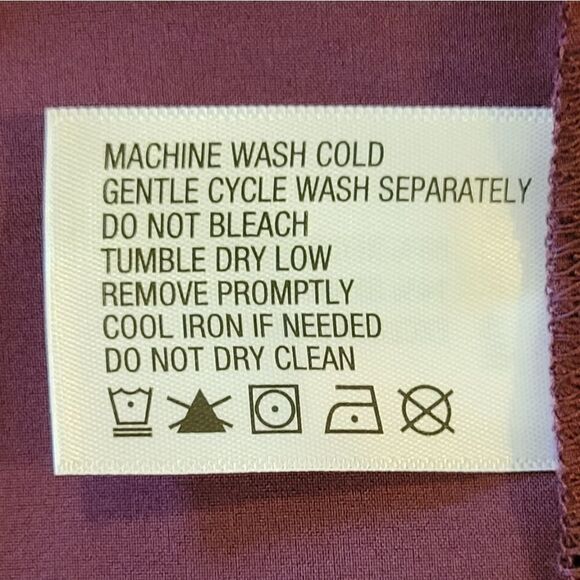 MACHINE WASH COLD
GENTLE CYCLE WASH SEPARATELY
DO NOT BLEACH
TUMBLE DRY LOW
REMOVE PROMPTLY
COOL IRON IF NEEDED
DO NOT DRY CLEAN